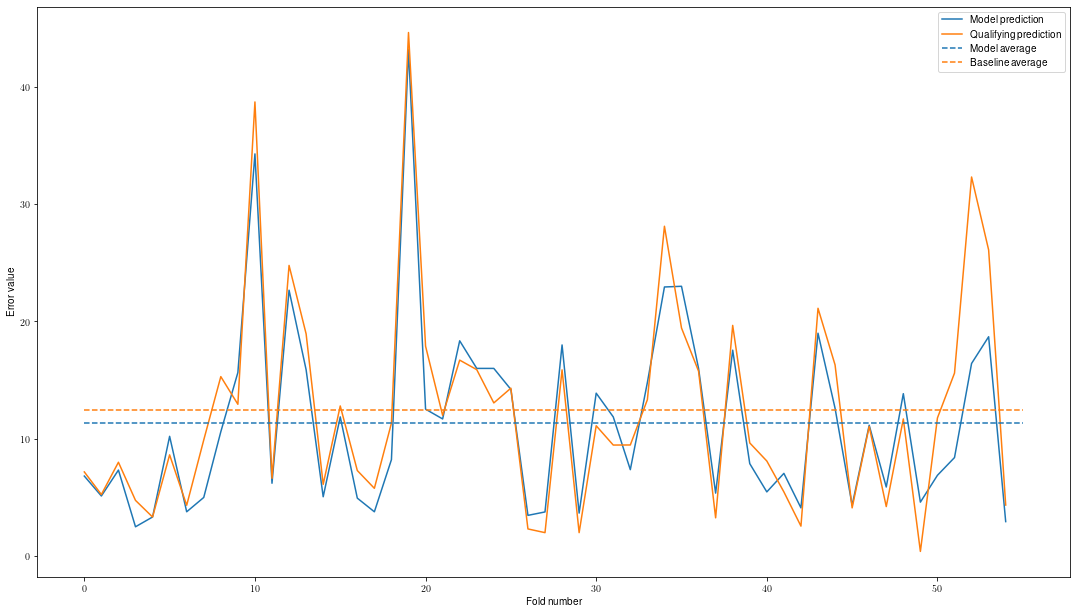 Model prediction
Qualifying prediction
Model average
Baseline average
40
30
20
10
0
Error value
0 10 20 30 40 50
Fold number